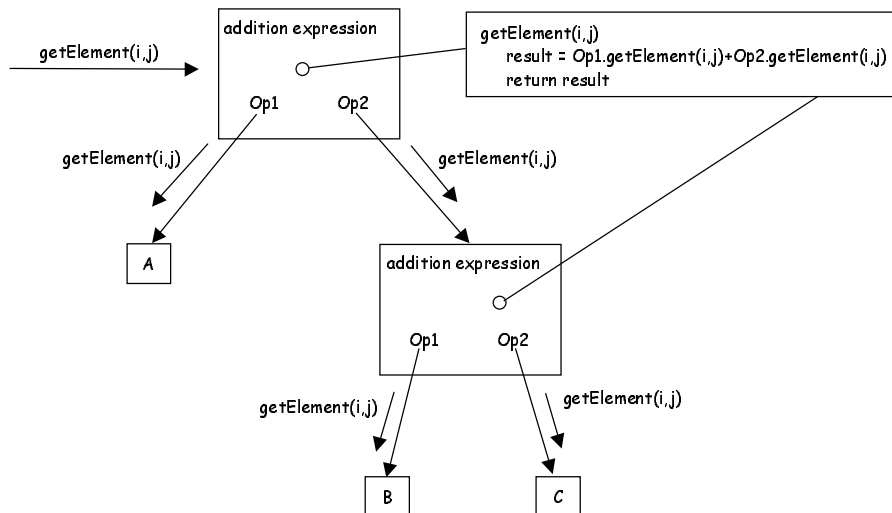 addition expression
getElement(i,j)
Op1
Op2
getElement(i,j)
result = Op1.getElement(i,j)+Op2.getElement(i,j)
return result
getElement(i,j)
getElement(i,j)
A
addition expression
Op1
Op2
getElement(i,j)
getElement(i,j)
B
C